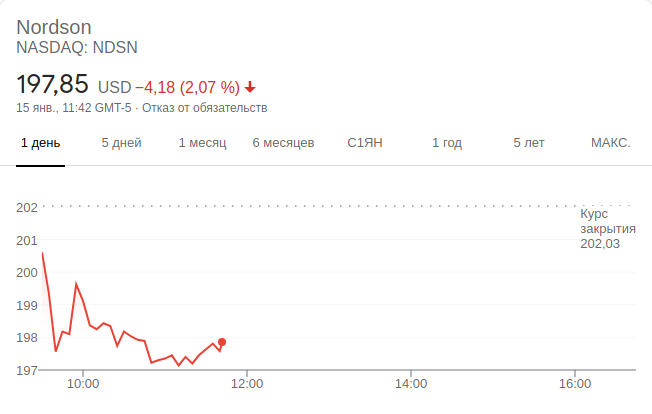 Nordson
NASDAQ: NDSN
197,85 USD −4,18 (2,07 %)
15 янв., 11:42 GMT-5 · Отказ от обязательств
1 день 5 дней 1 месяц 6 месяцев С1ЯН 1 год 5 лет МАКС.
202
Курс
закрытия
202,03
201
200
199
198
197
10:00 12:00 14:00 16:00